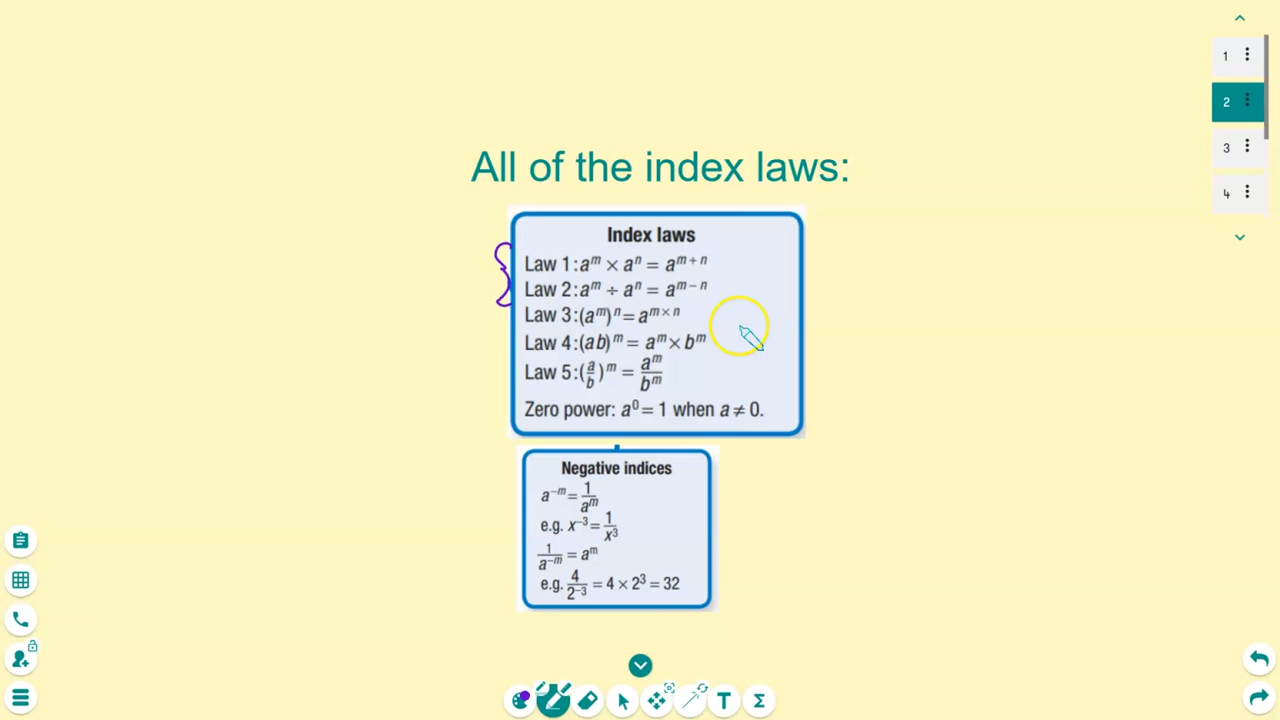 All of the index laws:
Index laws
Law 1: aᵐ × aⁿ = aᵐ⁺ⁿ
Law 2: aᵐ ÷ aⁿ = aᵐ⁻ⁿ
Law 3: (aᵐ)ⁿ = a^(m×n)
Law 4: (ab)ᵐ = aᵐ × bᵐ
Law 5: (a/b)ᵐ = aᵐ/bᵐ
Zero power: a⁰ = 1 when a ≠ 0.
Negative indices
a⁻ᵐ = 1/aᵐ
e.g. x⁻³ = 1/x³
1/a⁻ᵐ = aᵐ
e.g. 4/2⁻³ = 4 × 2³ = 32
1
2
3
4
T
Σ